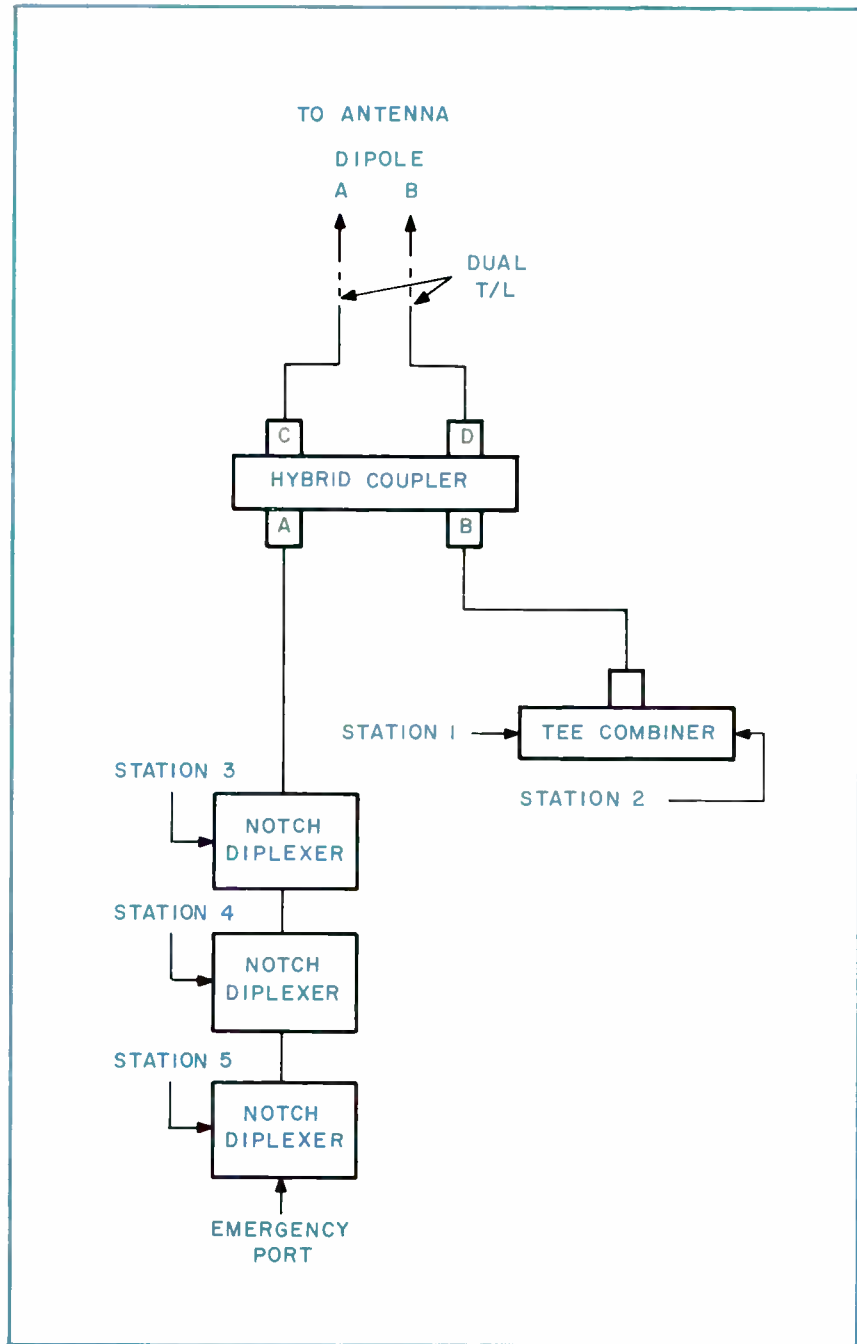 TO ANTENNA
DIPOLE
A B
DUAL
T/L
C D
HYBRID COUPLER
A B
STATION 1
TEE COMBINER
STATION 2
STATION 3
NOTCH
DIPLEXER
STATION 4
NOTCH
DIPLEXER
STATION 5
NOTCH
DIPLEXER
EMERGENCY
PORT